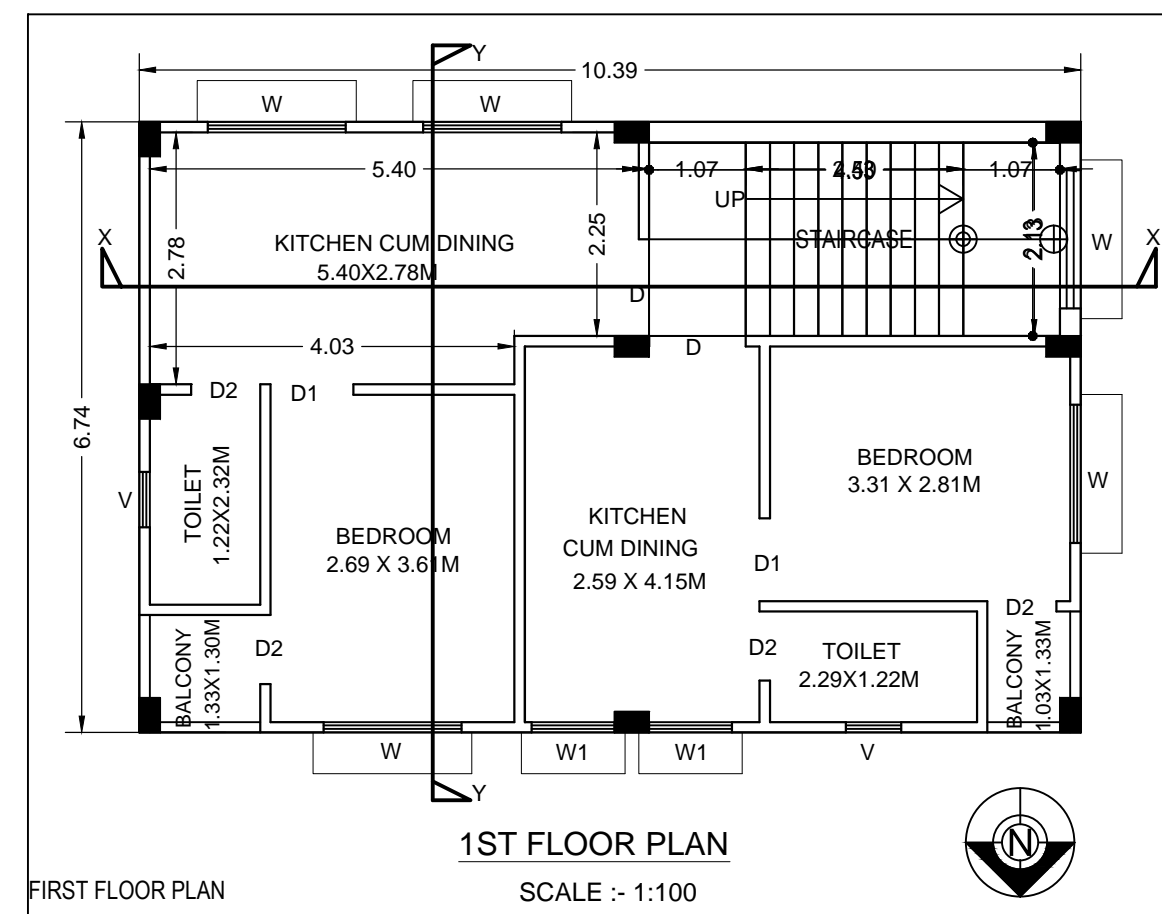 Y
10.39
W
W
5.40
1.07
1.07
UP
2.78
KITCHEN CUM DINING
5.40X2.78M
2.25
STAIRCASE
2.13
W
X
X
D
4.03
D
D2
D1
6.74
V
TOILET
1.22X2.32M
BEDROOM
2.69 X 3.61M
KITCHEN
CUM DINING
2.59 X 4.15M
BEDROOM
3.31 X 2.81M
W
D1
D2
BALCONY
1.33X1.30M
D2
D2
TOILET
2.29X1.22M
BALCONY
1.03X1.33M
W
W1
W1
V
Y
1ST FLOOR PLAN
SCALE :- 1:100
N
FIRST FLOOR PLAN